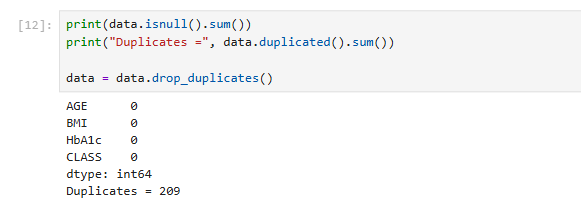 [12]: print(data.isnull().sum())
print("Duplicates =", data.duplicated().sum())
data = data.drop_duplicates()
AGE 0
BMI 0
HbA1c 0
CLASS 0
dtype: int64
Duplicates = 209